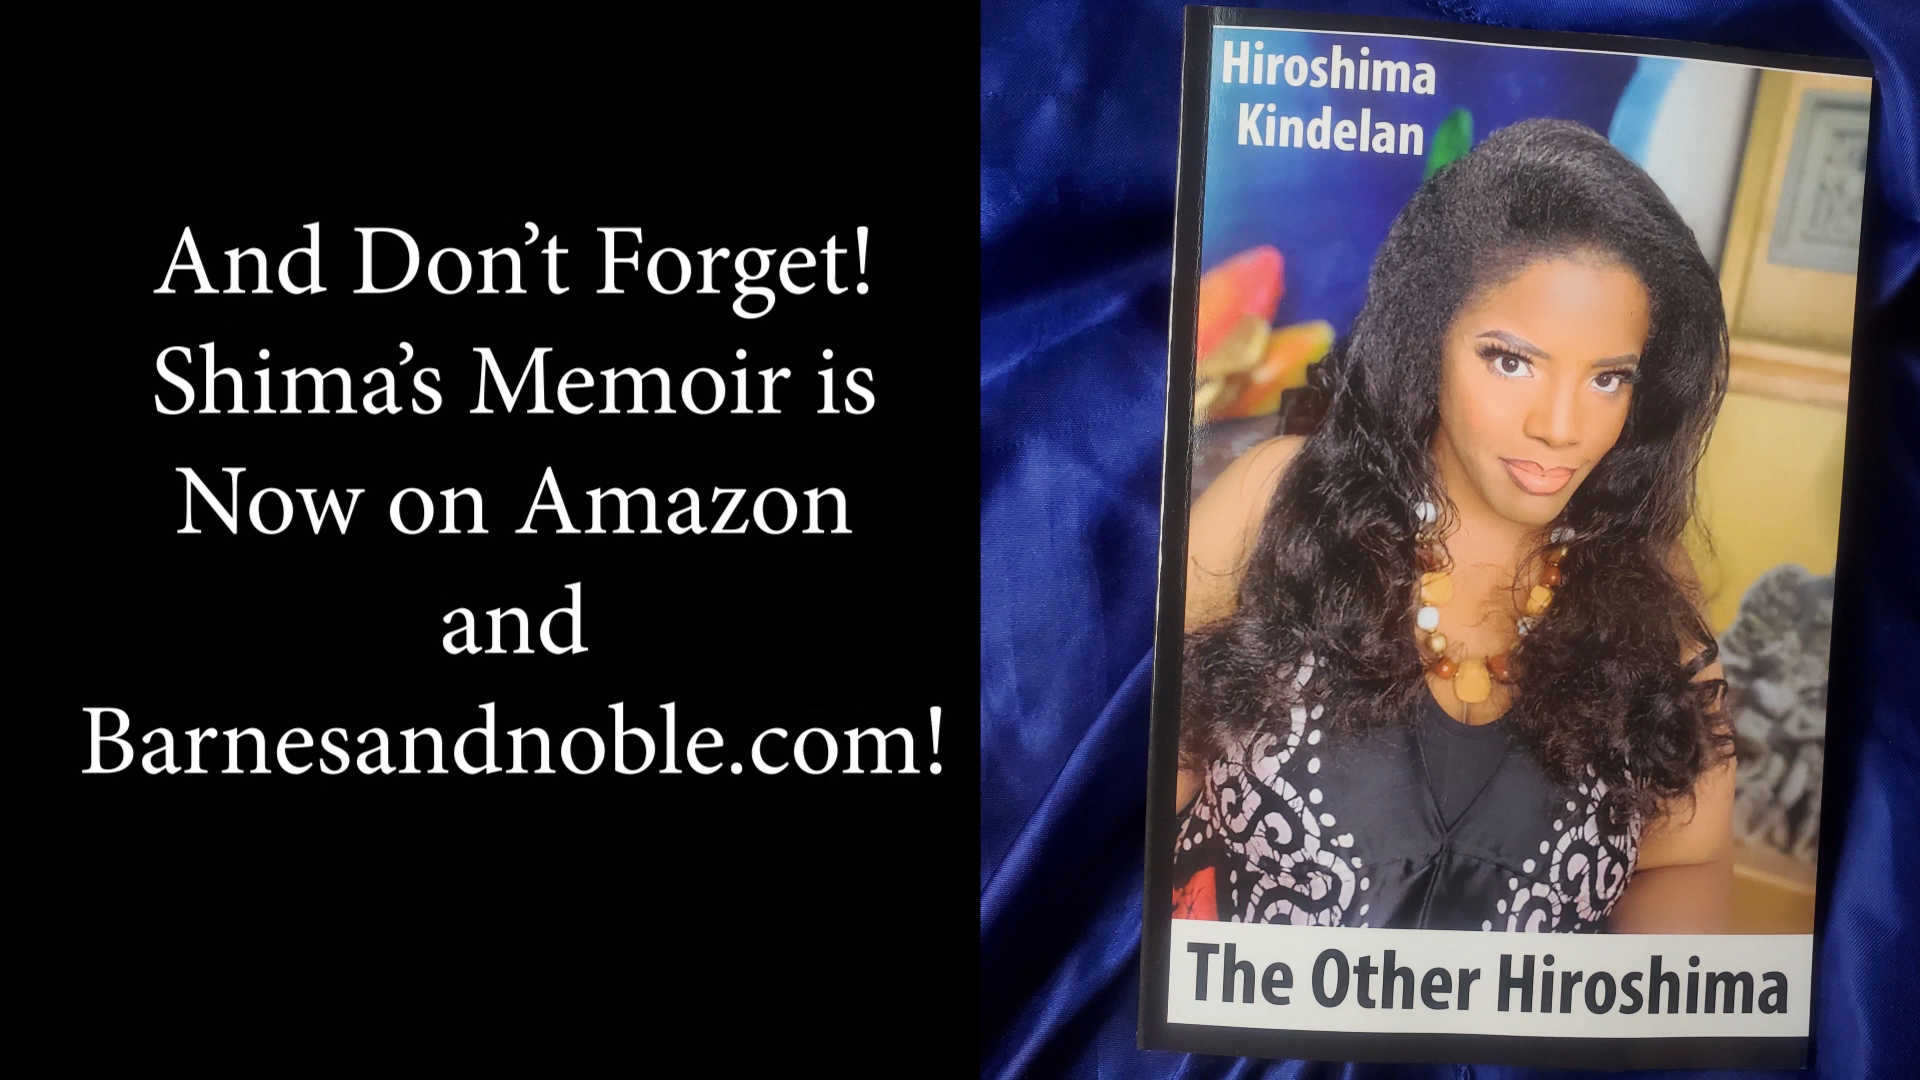 And Don’t Forget!
Shima’s Memoir is
Now on Amazon
and
Barnesandnoble.com!
Hiroshima
Kindelan
The Other Hiroshima